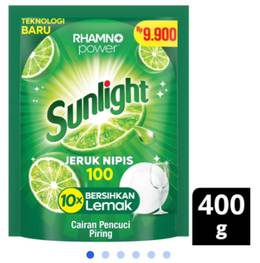 TEKNOLOGI
BARU
RHAMNO+
power
Rp9.900
Sunlight
JERUK NIPIS
100
10x BERSIHKAN
Lemak
Cairan Pencuci
Piring
400
g